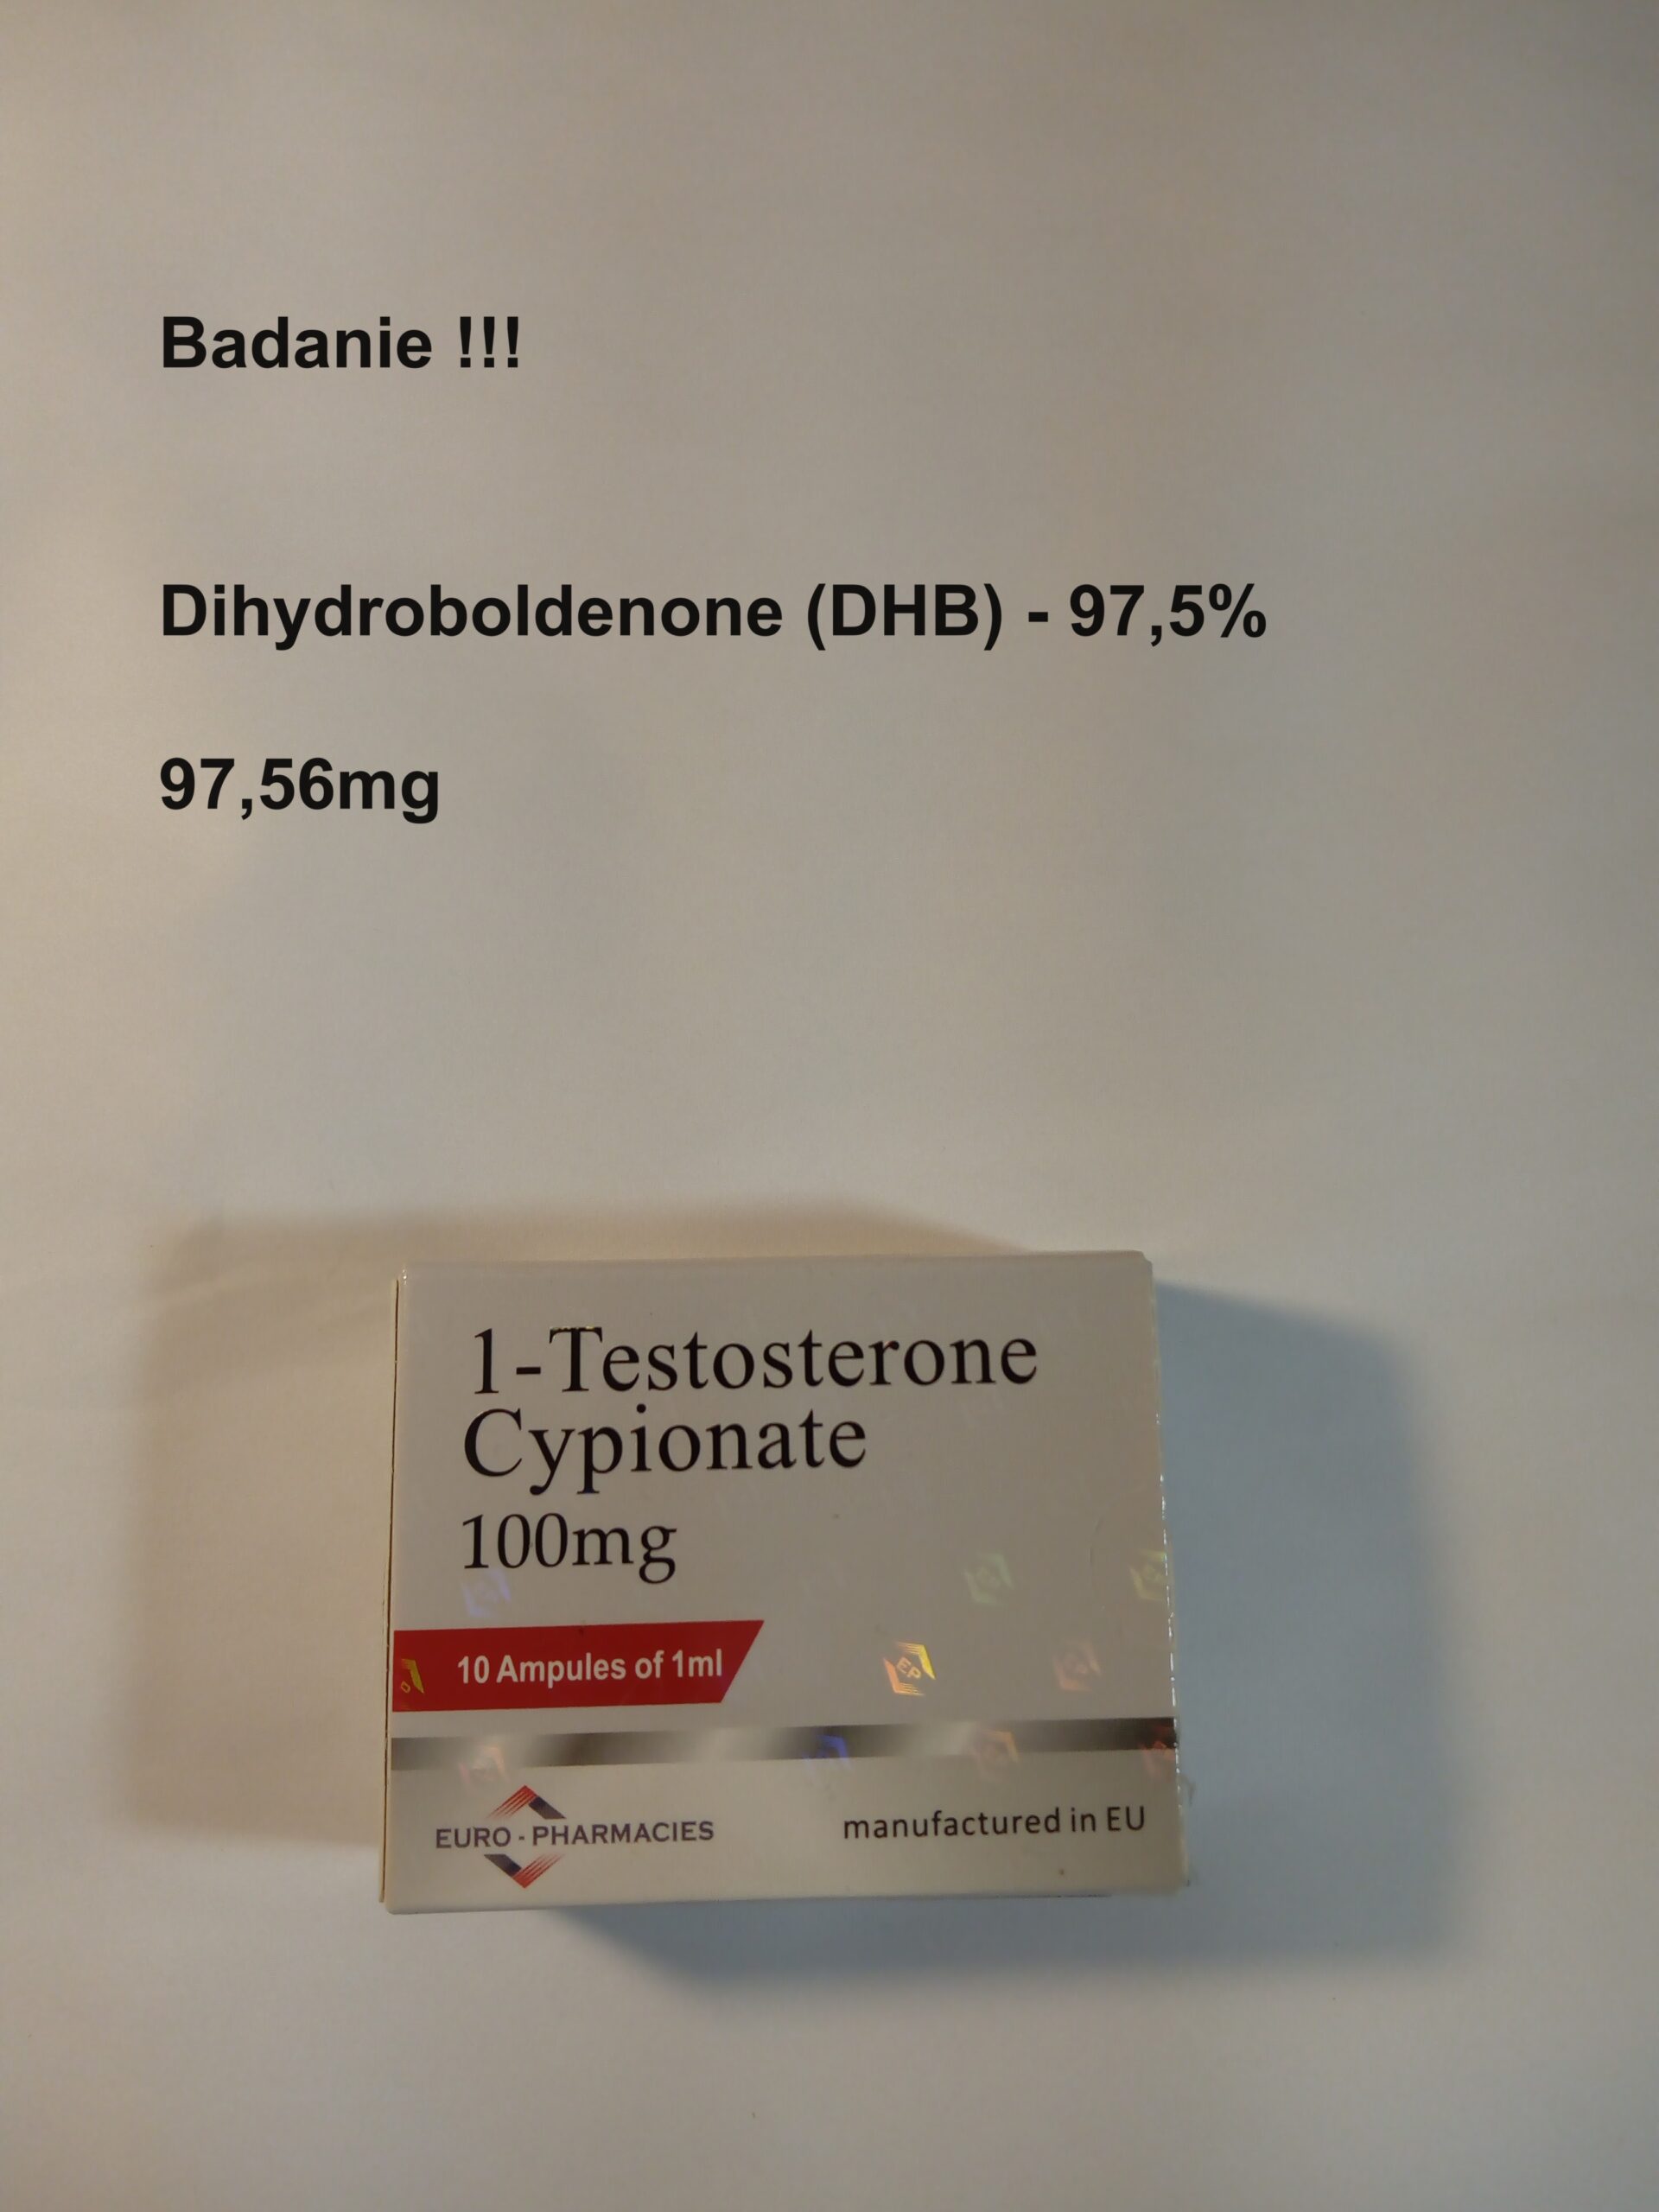 Badanie !!!
Dihydroboldenone (DHB) - 97,5%
97,56mg
1-Testosterone
Cypionate
100mg
10 Ampules of 1ml
EP
EURO - PHARMACIES
manufactured in EU